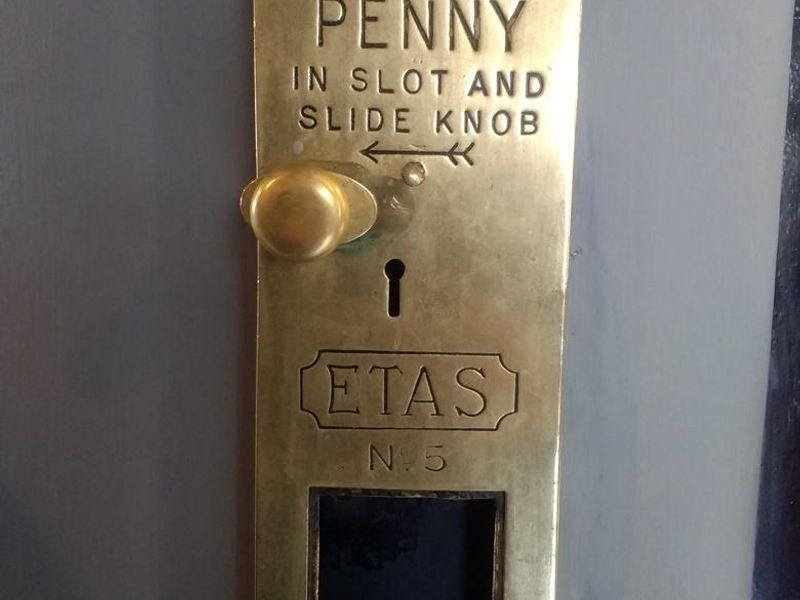 PENNY
IN SLOT AND
SLIDE KNOB
ETAS
No 5